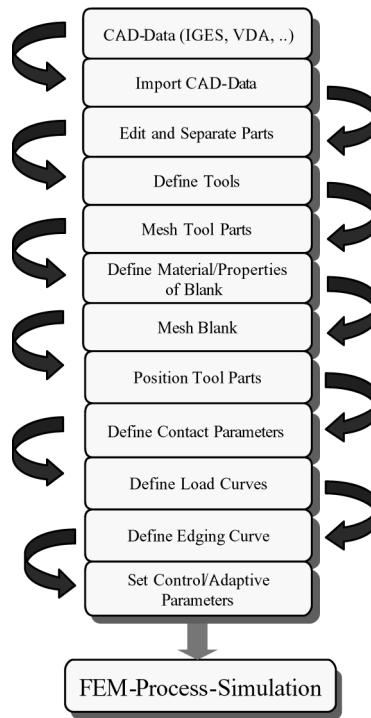 CAD-Data (IGES, VDA, ..)
Import CAD-Data
Edit and Separate Parts
Define Tools
Mesh Tool Parts
Define Material/Properties
of Blank
Mesh Blank
Position Tool Parts
Define Contact Parameters
Define Load Curves
Define Edging Curve
Set Control/Adaptive
Parameters
FEM-Process-Simulation